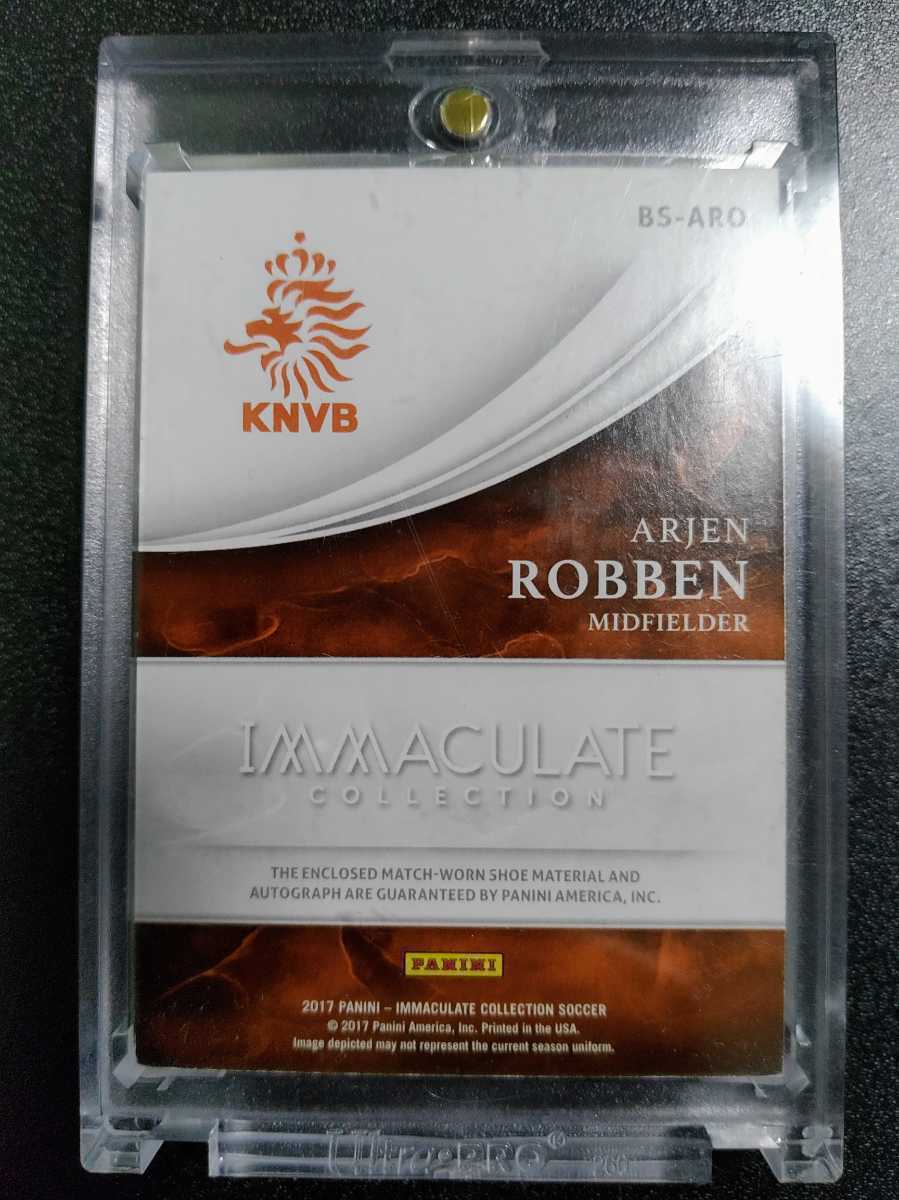 BS-ARO
KNVB
ARJEN
ROBBEN
MIDFIELDER
IMMACULATE
COLLECTION
THE ENCLOSED MATCH-WORN SHOE MATERIAL AND
AUTOGRAPH ARE GUARANTEED BY PANINI AMERICA, INC.
PANINI
2017 PANINI – IMMACULATE COLLECTION SOCCER
© 2017 Panini America, Inc. Printed in the USA.
Image depicted may not represent the current season uniform.
Ultra•PRO®